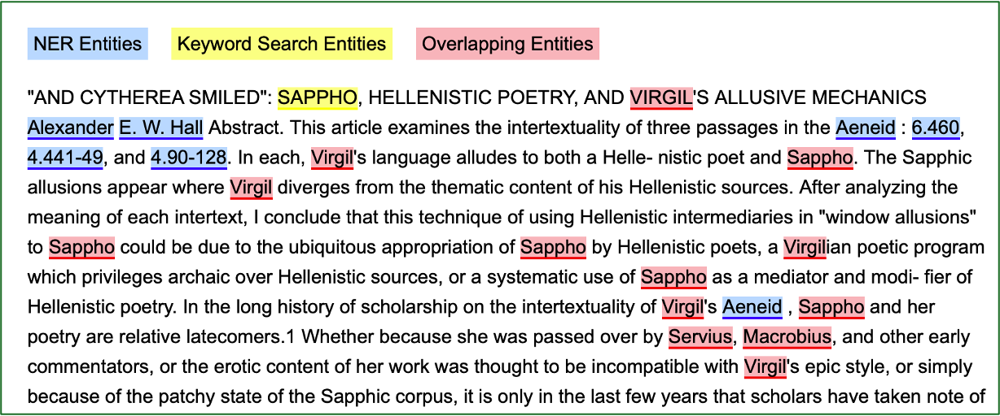 NER Entities Keyword Search Entities Overlapping Entities
"AND CYTHEREA SMILED": SAPPHO, HELLENISTIC POETRY, AND VIRGIL'S ALLUSIVE MECHANICS
Alexander E. W. Hall Abstract. This article examines the intertextuality of three passages in the Aeneid : 6.460,
4.441-49, and 4.90-128. In each, Virgil's language alludes to both a Helle- nistic poet and Sappho. The Sapphic
allusions appear where Virgil diverges from the thematic content of his Hellenistic sources. After analyzing the
meaning of each intertext, I conclude that this technique of using Hellenistic intermediaries in "window allusions"
to Sappho could be due to the ubiquitous appropriation of Sappho by Hellenistic poets, a Virgilian poetic program
which privileges archaic over Hellenistic sources, or a systematic use of Sappho as a mediator and modi- fier of
Hellenistic poetry. In the long history of scholarship on the intertextuality of Virgil's Aeneid , Sappho and her
poetry are relative latecomers.1 Whether because she was passed over by Servius, Macrobius, and other early
commentators, or the erotic content of her work was thought to be incompatible with Virgil's epic style, or simply
because of the patchy state of the Sapphic corpus, it is only in the last few years that scholars have taken note of